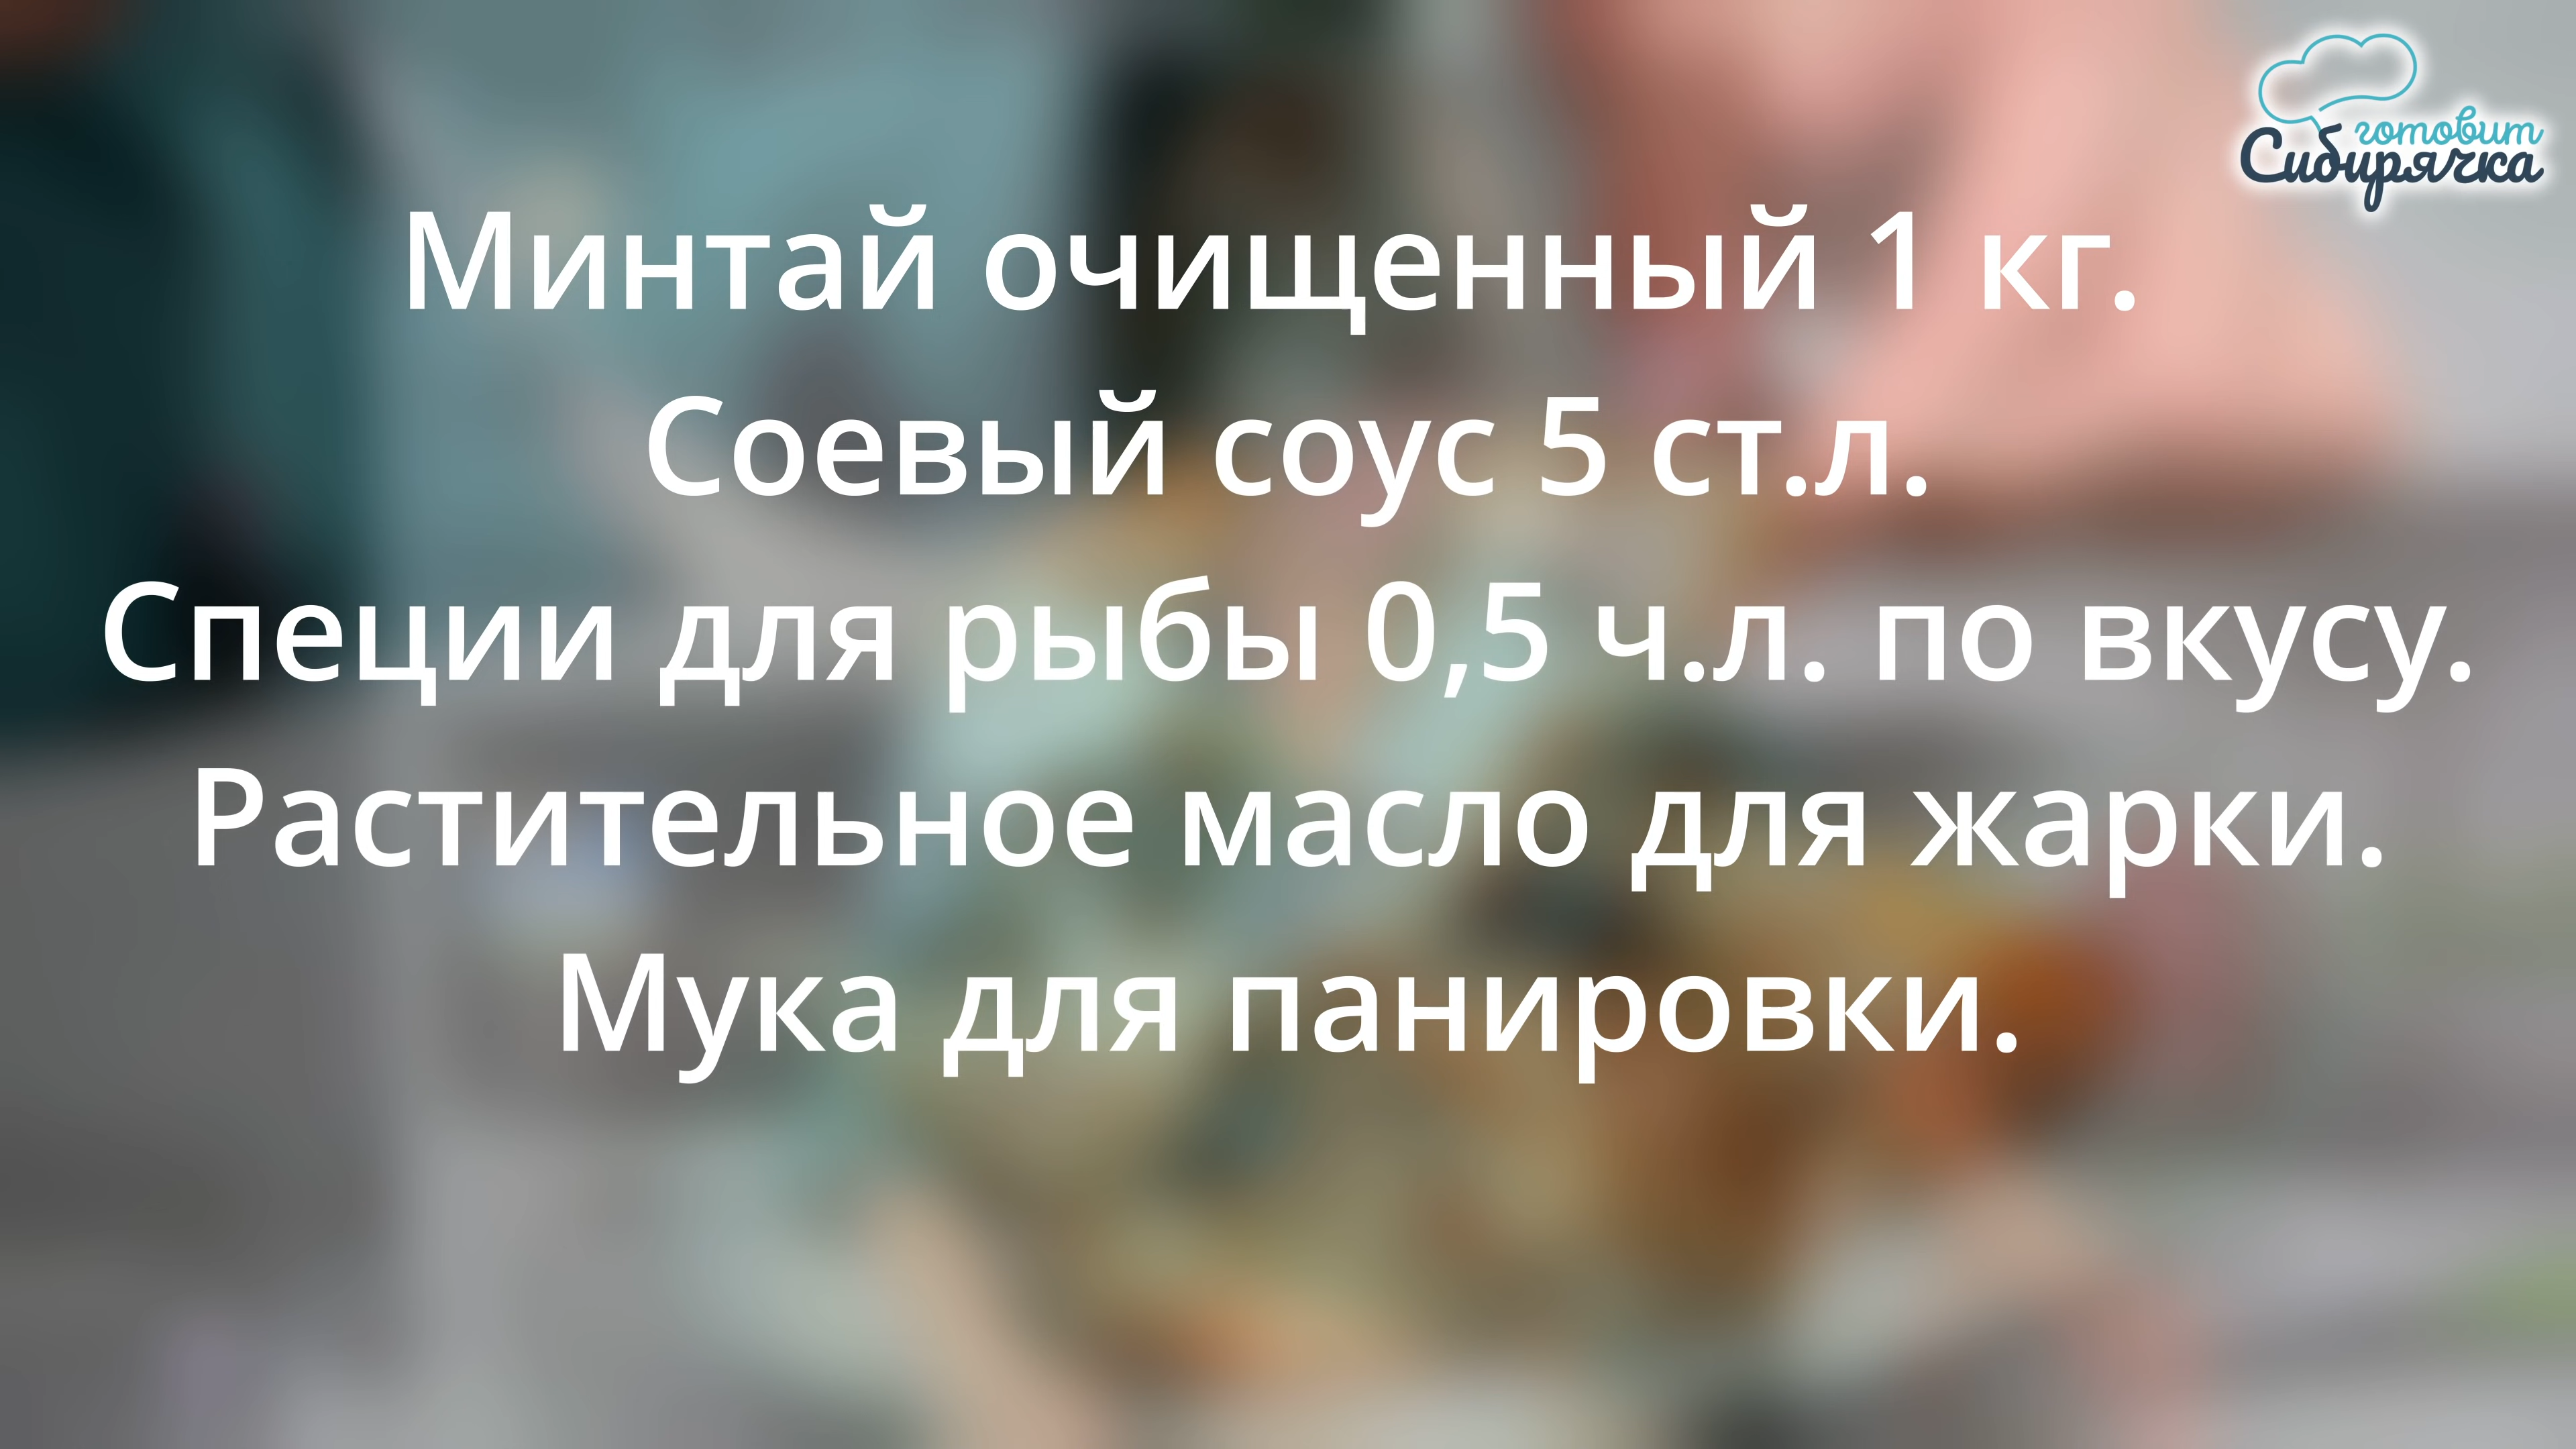 готовит
Сибирячка
Минтай очищенный 1 кг.
Соевый соус 5 ст.л.
Специи для рыбы 0,5 ч.л. по вкусу.
Растительное масло для жарки.
Мука для панировки.